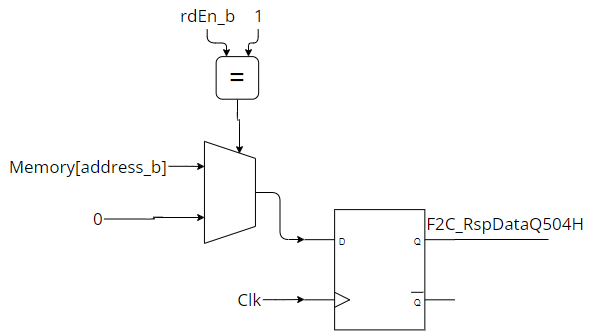 rdEn_b 1
=
Memory[address_b]
0
F2C_RspDataQ504H
D Q
Clk
Q